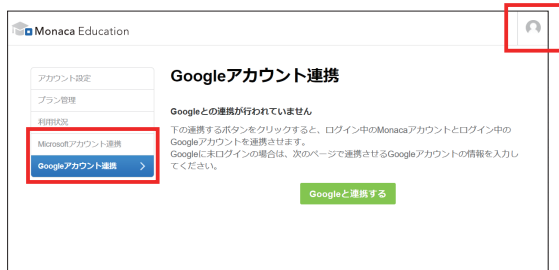 Monaca Education
アカウント設定
プラン管理
利用状況
Microsoftアカウント連携
Googleアカウント連携
Googleアカウント連携
Googleとの連携が行われていません
下の連携するボタンをクリックすると、ログイン中のMonacaアカウントとログイン中の
Googleアカウントを連携させます。
Googleに未ログインの場合は、次のページで連携させるGoogleアカウントの情報を入力し
てください。
Googleと連携する